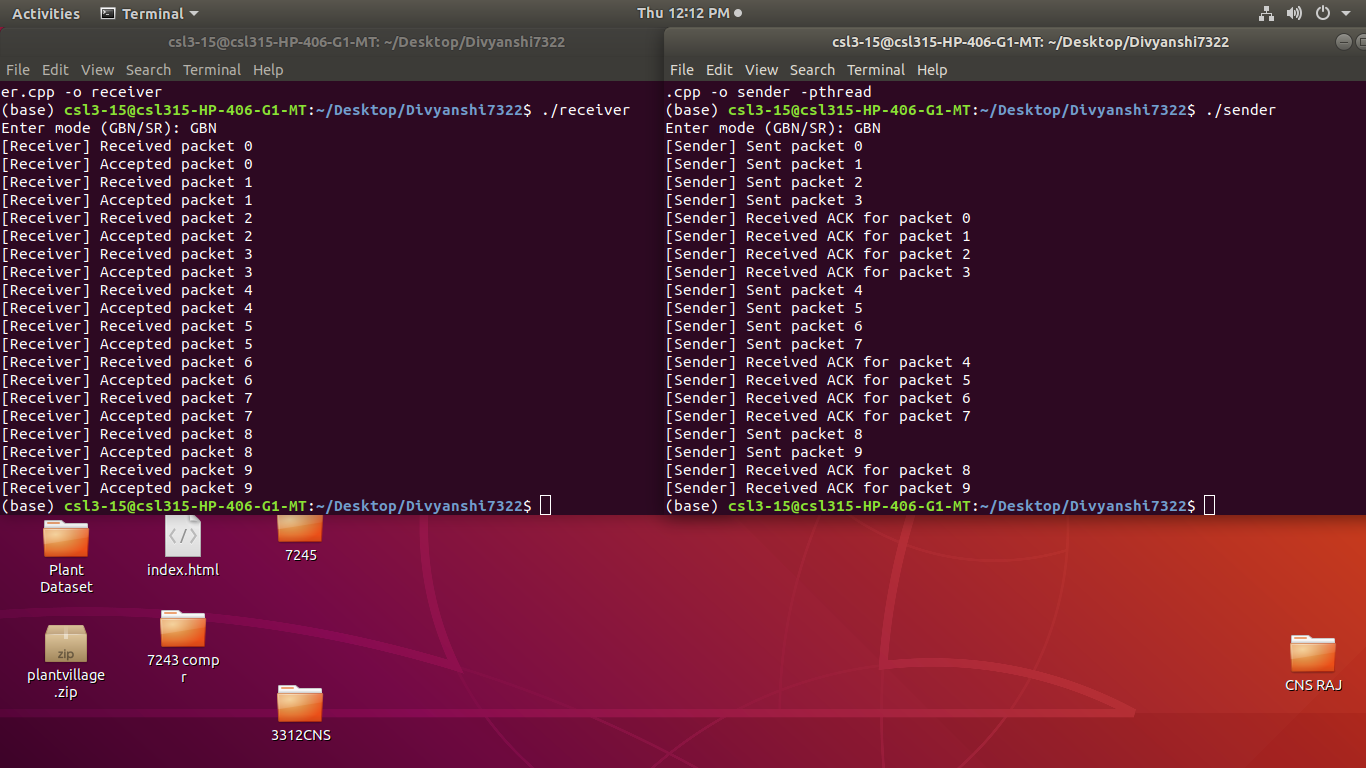 Activities Terminal Thu 12:12 PM
csl3-15@csl315-HP-406-G1-MT: ~/Desktop/Divyanshi7322
File Edit View Search Terminal Help
er.cpp -o receiver
(base) csl3-15@csl315-HP-406-G1-MT:~/Desktop/Divyanshi7322$ ./receiver
Enter mode (GBN/SR): GBN
[Receiver] Received packet 0
[Receiver] Accepted packet 0
[Receiver] Received packet 1
[Receiver] Accepted packet 1
[Receiver] Received packet 2
[Receiver] Accepted packet 2
[Receiver] Received packet 3
[Receiver] Accepted packet 3
[Receiver] Received packet 4
[Receiver] Accepted packet 4
[Receiver] Received packet 5
[Receiver] Accepted packet 5
[Receiver] Received packet 6
[Receiver] Accepted packet 6
[Receiver] Received packet 7
[Receiver] Accepted packet 7
[Receiver] Received packet 8
[Receiver] Accepted packet 8
[Receiver] Received packet 9
[Receiver] Accepted packet 9
(base) csl3-15@csl315-HP-406-G1-MT:~/Desktop/Divyanshi7322$
csl3-15@csl315-HP-406-G1-MT: ~/Desktop/Divyanshi7322
File Edit View Search Terminal Help
.cpp -o sender -pthread
(base) csl3-15@csl315-HP-406-G1-MT:~/Desktop/Divyanshi7322$ ./sender
Enter mode (GBN/SR): GBN
[Sender] Sent packet 0
[Sender] Sent packet 1
[Sender] Sent packet 2
[Sender] Sent packet 3
[Sender] Received ACK for packet 0
[Sender] Received ACK for packet 1
[Sender] Received ACK for packet 2
[Sender] Received ACK for packet 3
[Sender] Sent packet 4
[Sender] Sent packet 5
[Sender] Sent packet 6
[Sender] Sent packet 7
[Sender] Received ACK for packet 4
[Sender] Received ACK for packet 5
[Sender] Received ACK for packet 6
[Sender] Received ACK for packet 7
[Sender] Sent packet 8
[Sender] Sent packet 9
[Sender] Received ACK for packet 8
[Sender] Received ACK for packet 9
(base) csl3-15@csl315-HP-406-G1-MT:~/Desktop/Divyanshi7322$
Plant
Dataset
</>
index.html
7245
zip
plantvillage
.zip
7243 comp
r
3312CNS
CNS RAJ